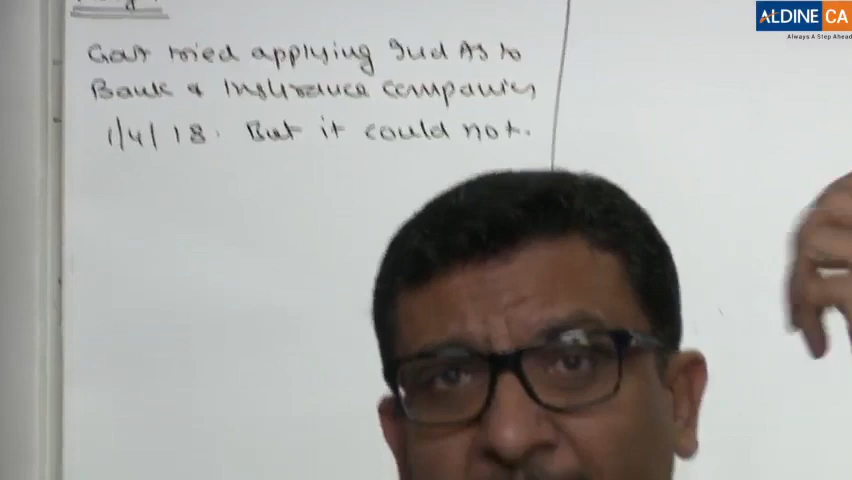 ALDINE CA
Always A Step Ahead
Govt tried applying Ind AS to
Bank & Insurance Companies
1/4/18. But it could not.